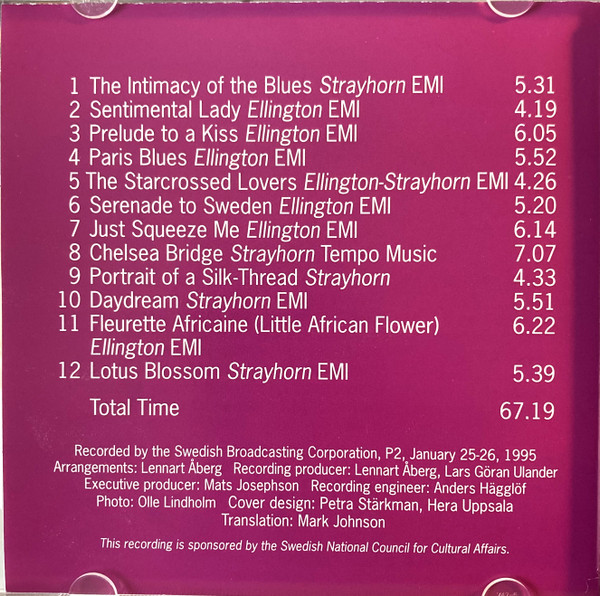 1 The Intimacy of the Blues Strayhorn EMI 5.31
2 Sentimental Lady Ellington EMI 4.19
3 Prelude to a Kiss Ellington EMI 6.05
4 Paris Blues Ellington EMI 5.52
5 The Starcrossed Lovers Ellington-Strayhorn EMI 4.26
6 Serenade to Sweden Ellington EMI 5.20
7 Just Squeeze Me Ellington EMI 6.14
8 Chelsea Bridge Strayhorn Tempo Music 7.07
9 Portrait of a Silk-Thread Strayhorn 4.33
10 Daydream Strayhorn EMI 5.51
11 Fleurette Africaine (Little African Flower) 6.22
Ellington EMI
12 Lotus Blossom Strayhorn EMI 5.39
Total Time 67.19
Recorded by the Swedish Broadcasting Corporation, P2, January 25-26, 1995
Arrangements: Lennart Åberg Recording producer: Lennart Åberg, Lars Göran Ulander
Executive producer: Mats Josephson Recording engineer: Anders Hägglöf
Photo: Olle Lindholm Cover design: Petra Stärkman, Hera Uppsala
Translation: Mark Johnson
This recording is sponsored by the Swedish National Council for Cultural Affairs.